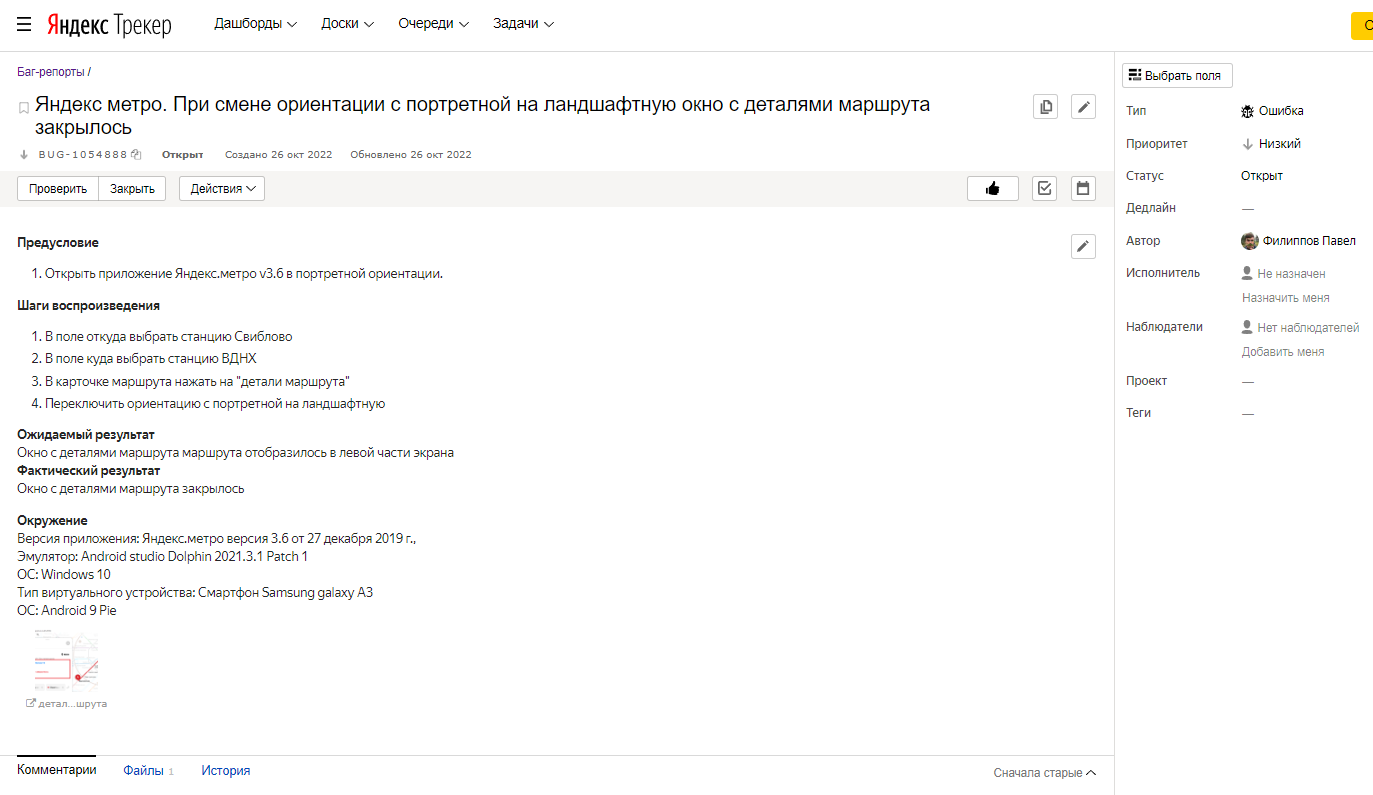 Яндекс Трекер Дашборды Доски Очереди Задачи
Баг-репорты /
Яндекс метро. При смене ориентации с портретной на ландшафтную окно с деталями маршрута
закрылось
BUG-1054888 Открыт Создано 26 окт 2022 Обновлено 26 окт 2022
Проверить Закрыть Действия
Предусловие
1. Открыть приложение Яндекс.метро v3.6 в портретной ориентации.
Шаги воспроизведения
1. В поле откуда выбрать станцию Свиблово
2. В поле куда выбрать станцию ВДНХ
3. В карточке маршрута нажать на "детали маршрута"
4. Переключить ориентацию с портретной на ландшафтную
Ожидаемый результат
Окно с деталями маршрута маршрута отобразилось в левой части экрана
Фактический результат
Окно с деталями маршрута закрылось
Окружение
Версия приложения: Яндекс.метро версия 3.6 от 27 декабря 2019 г.,
Эмулятор: Android studio Dolphin 2021.3.1 Patch 1
ОС: Windows 10
Тип виртуального устройства: Смартфон Samsung galaxy A3
ОС: Android 9 Pie
детал...шрута
Комментарии Файлы 1 История Сначала старые
Выбрать поля
Тип Ошибка
Приоритет Низкий
Статус Открыт
Дедлайн —
Автор Филиппов Павел
Исполнитель Не назначен
Назначить меня
Наблюдатели Нет наблюдателей
Добавить меня
Проект —
Теги —